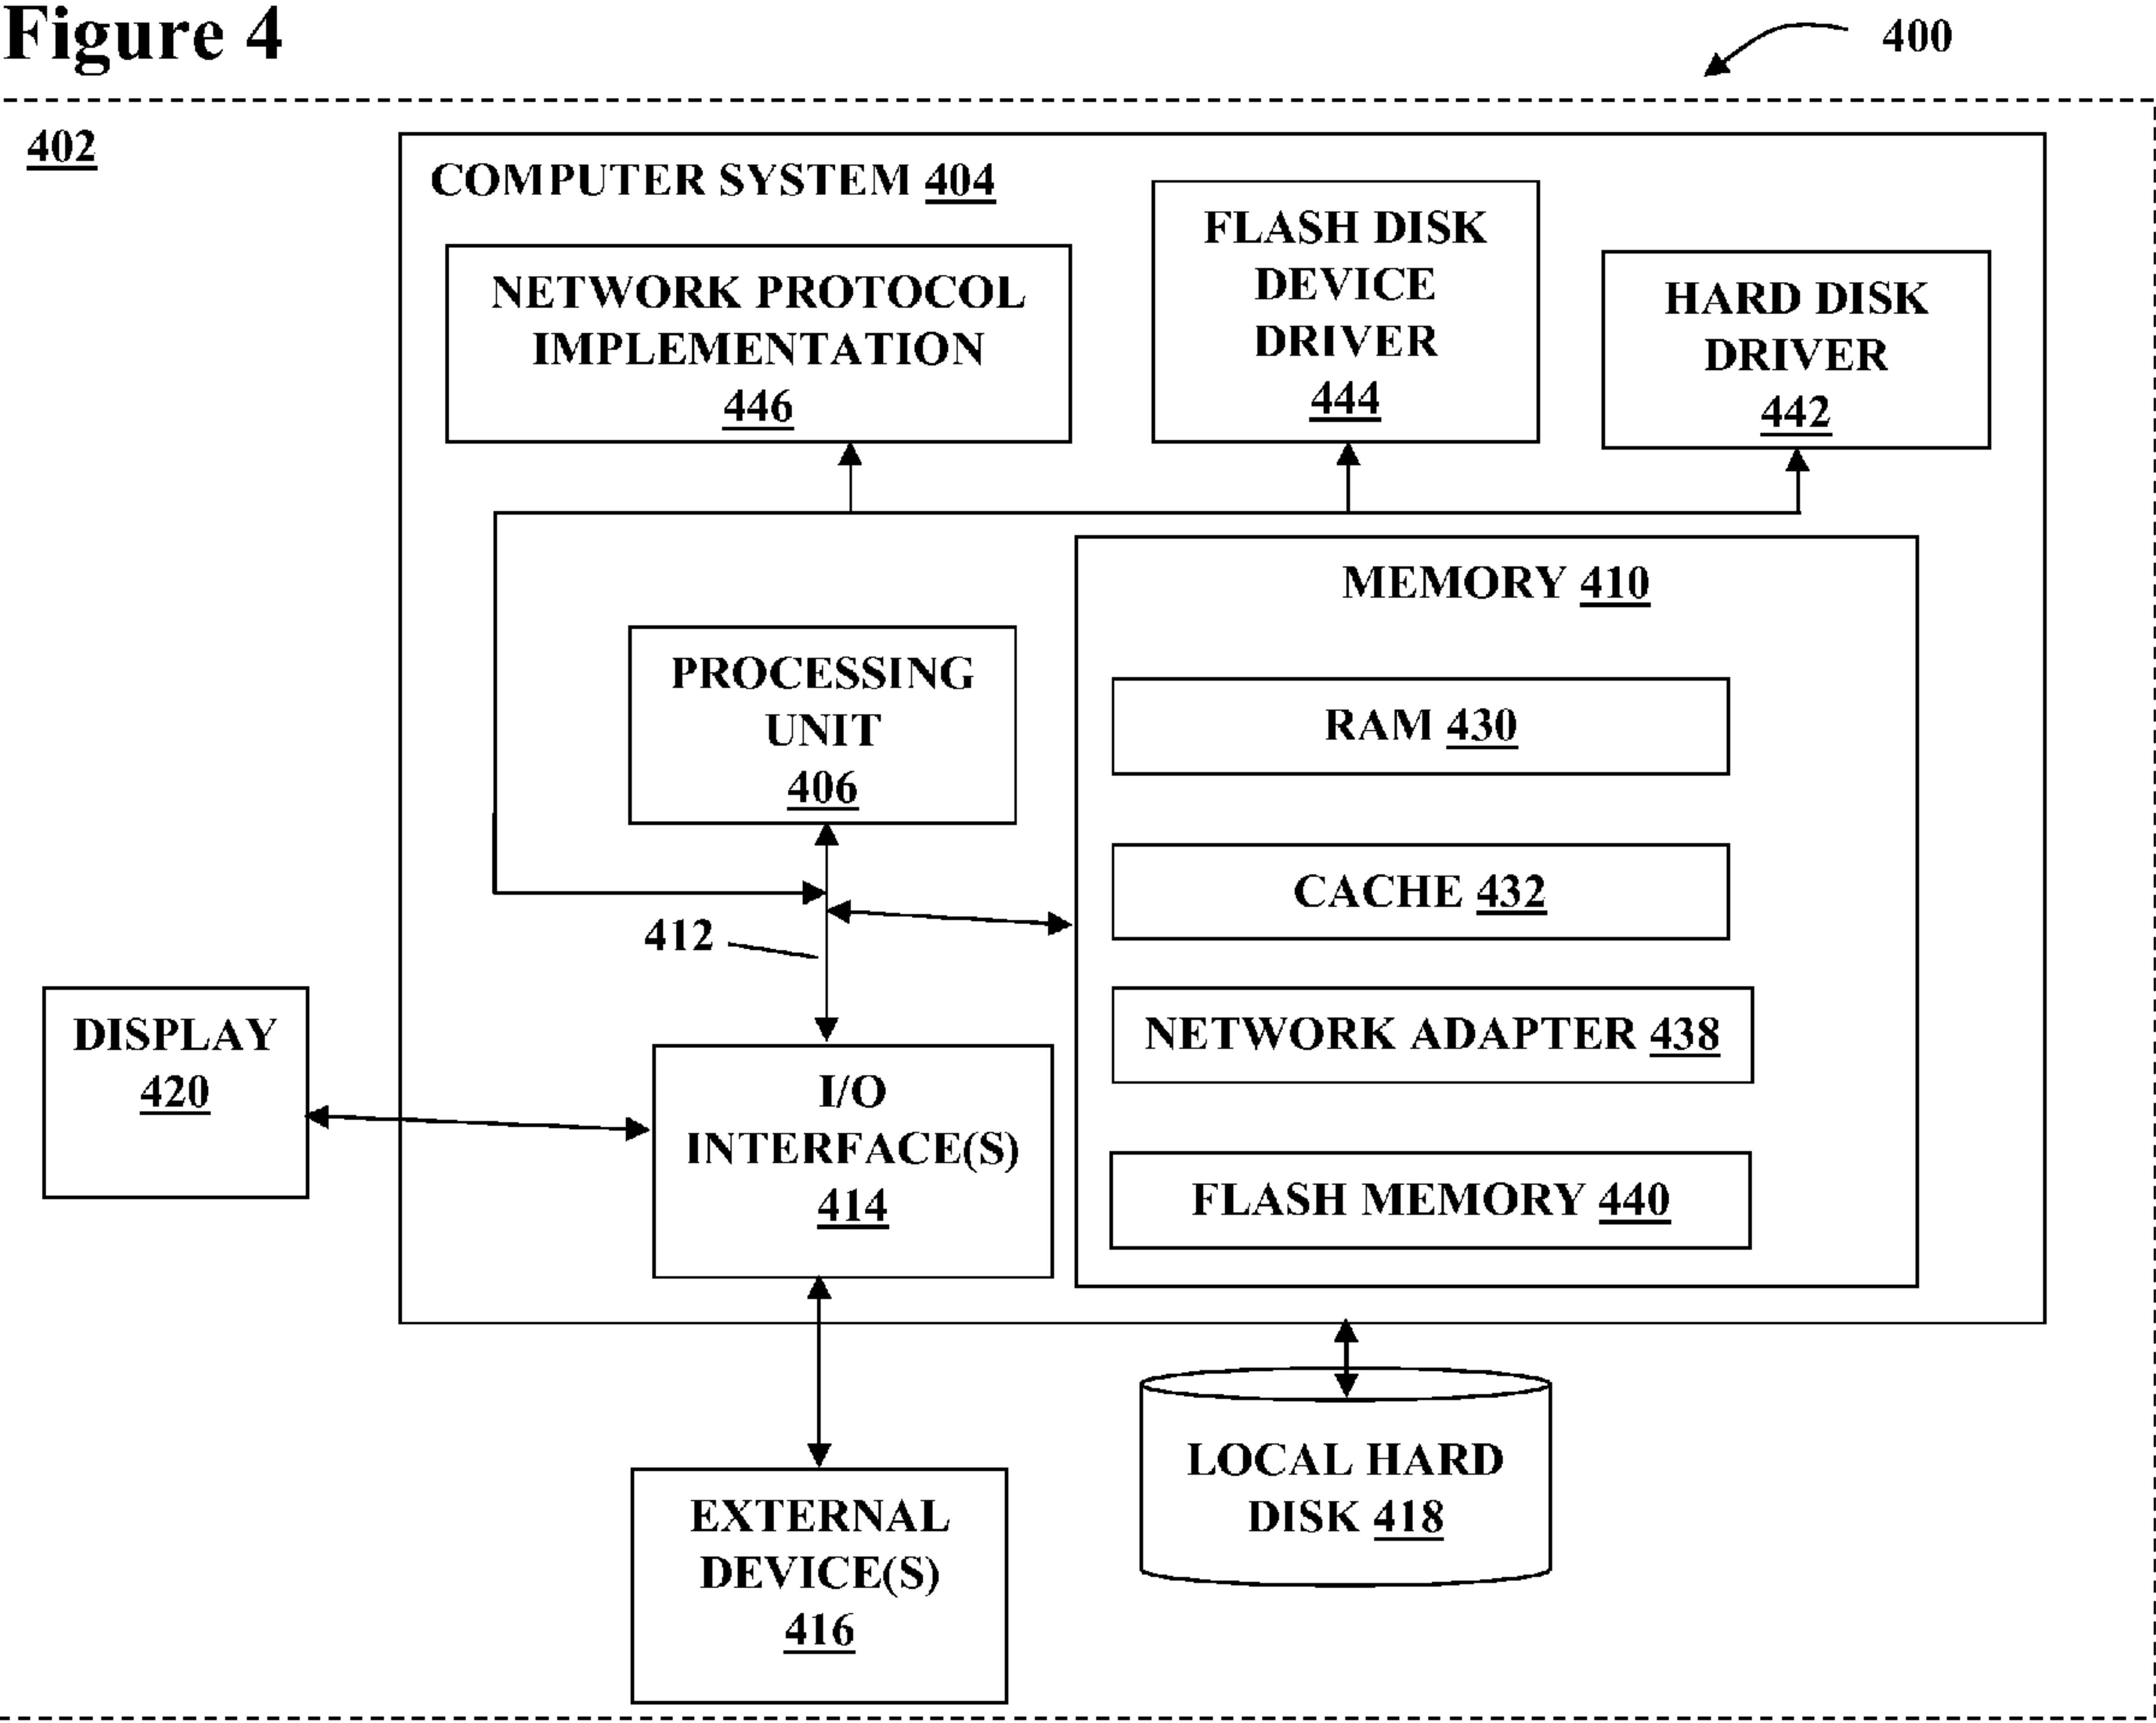 Figure 4
400
402
COMPUTER SYSTEM 404
NETWORK PROTOCOL
IMPLEMENTATION
446
FLASH DISK
DEVICE
DRIVER
444
HARD DISK
DRIVER
442
MEMORY 410
PROCESSING
UNIT
406
RAM 430
CACHE 432
412
NETWORK ADAPTER 438
FLASH MEMORY 440
DISPLAY
420
I/O
INTERFACE(S)
414
EXTERNAL
DEVICE(S)
416
LOCAL HARD
DISK 418